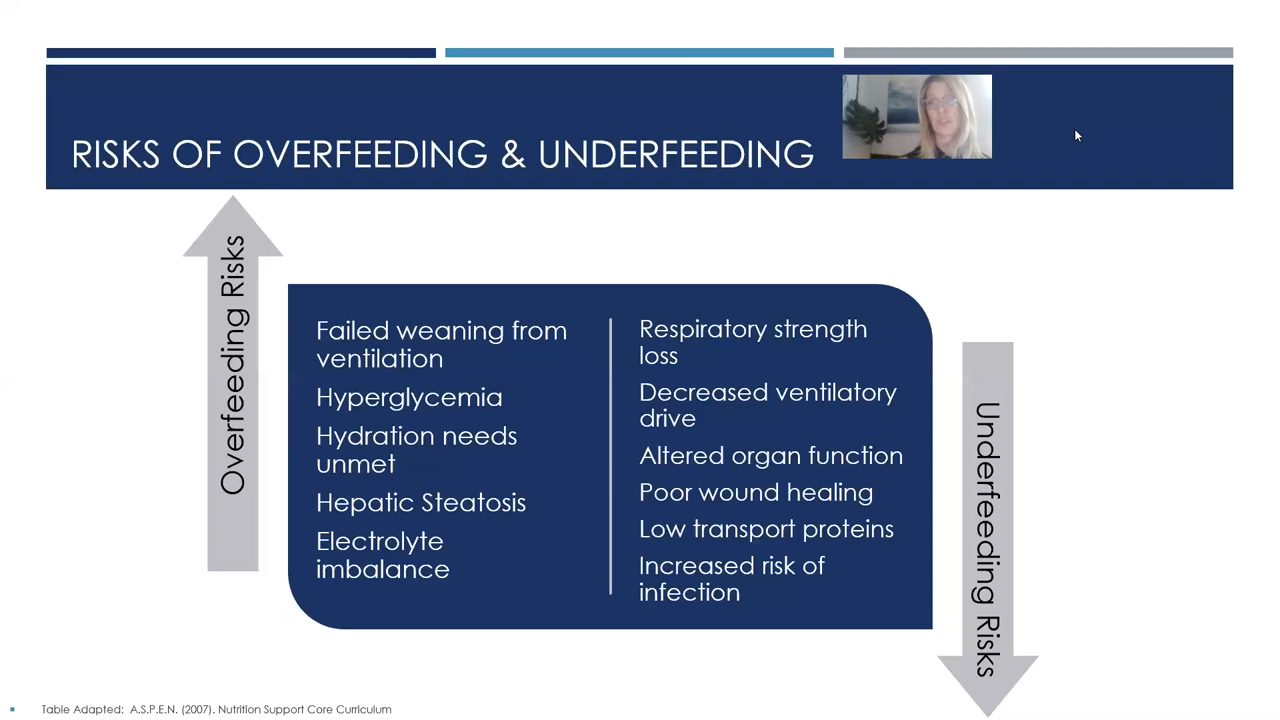 RISKS OF OVERFEEDING & UNDERFEEDING
Overfeeding Risks
Failed weaning from
ventilation
Hyperglycemia
Hydration needs
unmet
Hepatic Steatosis
Electrolyte
imbalance
Respiratory strength
loss
Decreased ventilatory
drive
Altered organ function
Poor wound healing
Low transport proteins
Increased risk of
infection
Underfeeding Risks
Table Adapted: A.S.P.E.N. (2007). Nutrition Support Core Curriculum